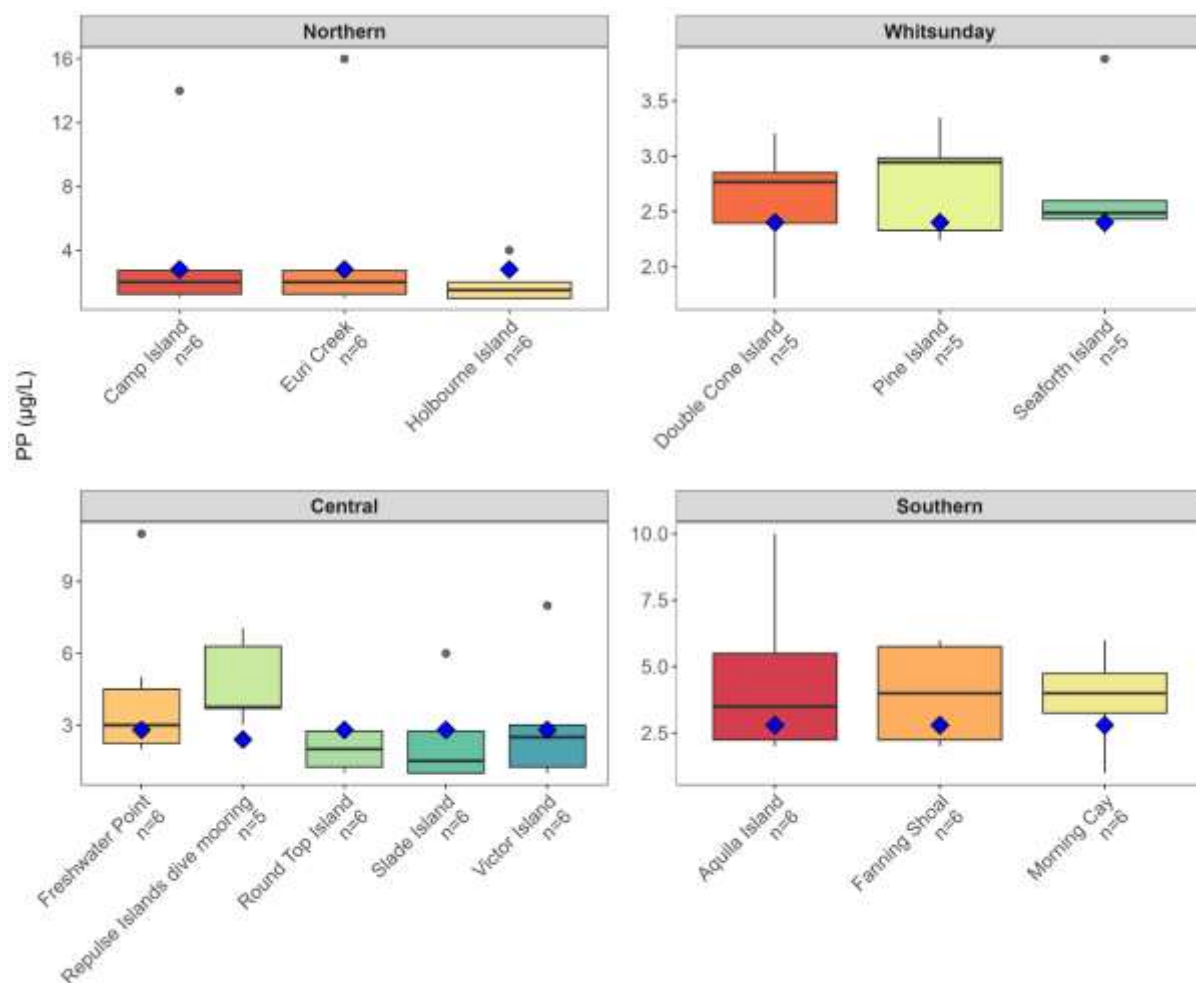 Northern
Whitsunday
16
12
8
4
3.5
3.0
2.5
2.0
Camp Island
n=6
Euri Creek
n=6
Holbourne Island
n=6
Double Cone Island
n=5
Pine Island
n=5
Seaforth Island
n=5
PP (µg/L)
Central
Southern
9
6
3
10.0
7.5
5.0
2.5
Freshwater Point
n=6
Repulse Islands dive mooring
n=5
Round Top Island
n=6
Slade Island
n=6
Victor Island
n=6
Aquila Island
n=6
Fanning Shoal
n=6
Morning Cay
n=6